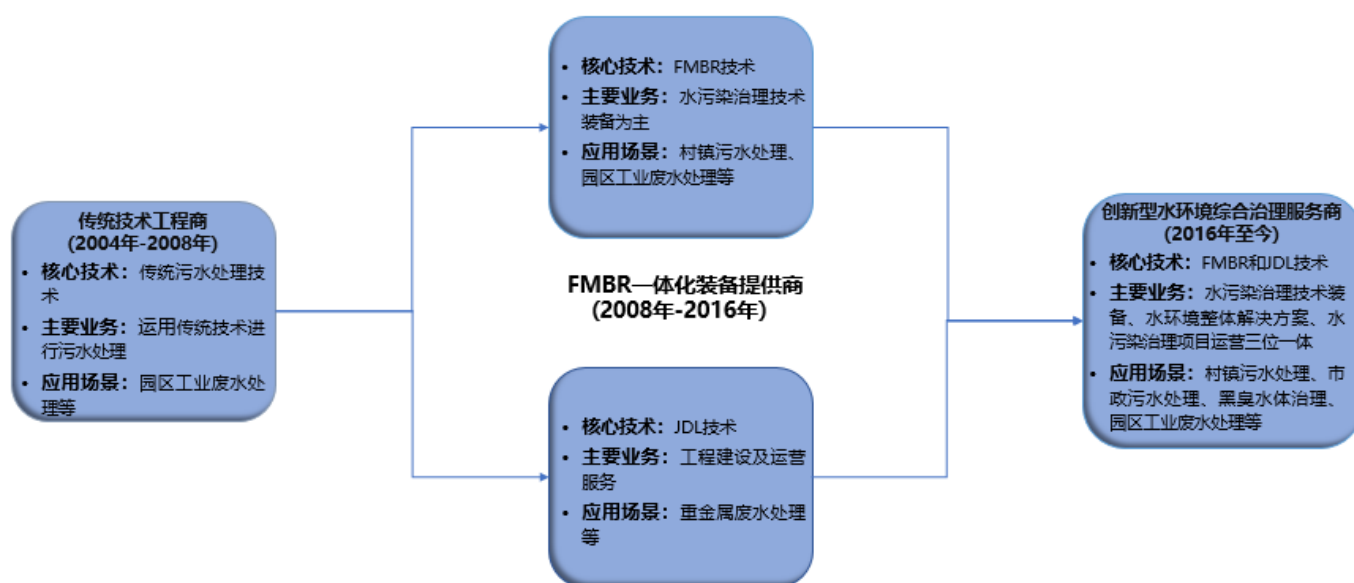 传统技术工程商
(2004年-2008年)
• 核心技术：传统污水处理技
术
• 主要业务：运用传统技术进
行污水处理
• 应用场景：园区工业废水处
理等
• 核心技术：FMBR技术
• 主要业务：水污染治理技术
装备为主
• 应用场景：村镇污水处理、
园区工业废水处理等
FMBR一体化装备提供商
(2008年-2016年)
• 核心技术：JDL技术
• 主要业务：工程建设及运营
服务
• 应用场景：重金属废水处理
等
创新型水环境综合治理服务商
(2016年至今)
• 核心技术：FMBR和JDL技术
• 主要业务：水污染治理技术装
备、水环境整体解决方案、水
污染治理项目运营三位一体
• 应用场景：村镇污水处理、市
政污水处理、黑臭水体治理、
园区工业废水处理等